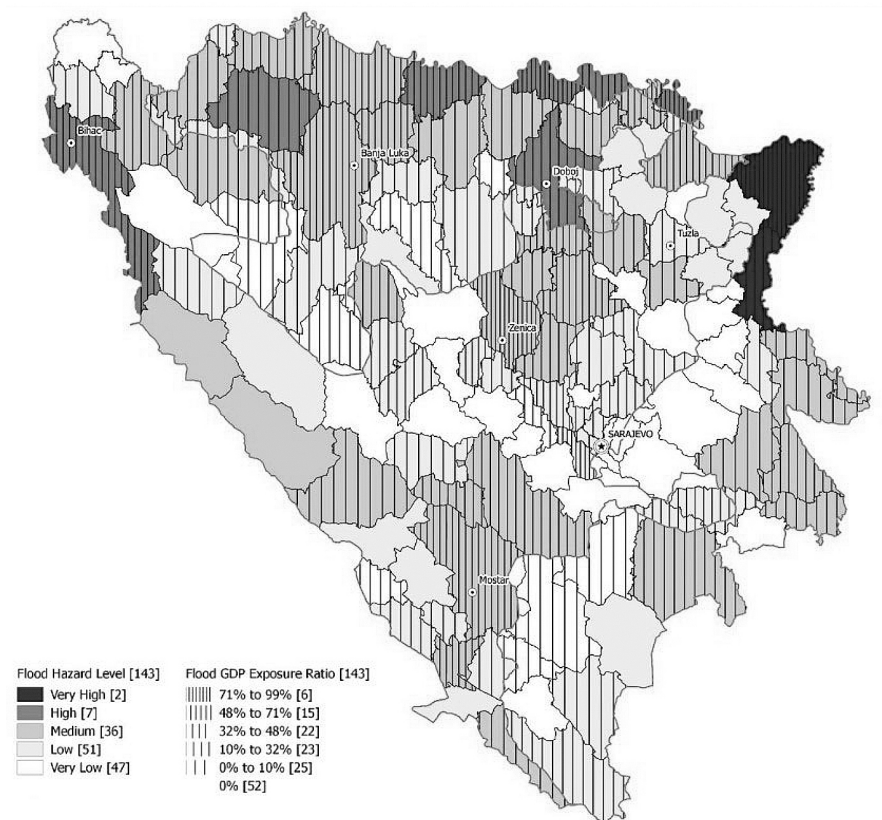 Bihac
Banja Luka
Doboj
Tuzla
Zenica
SARAJEVO
Mostar
Flood Hazard Level [143]
Very High [2]
High [7]
Medium [36]
Low [51]
Very Low [47]
Flood GDP Exposure Ratio [143]
71% to 99% [6]
48% to 71% [15]
32% to 48% [22]
10% to 32% [23]
0% to 10% [25]
0% [52]